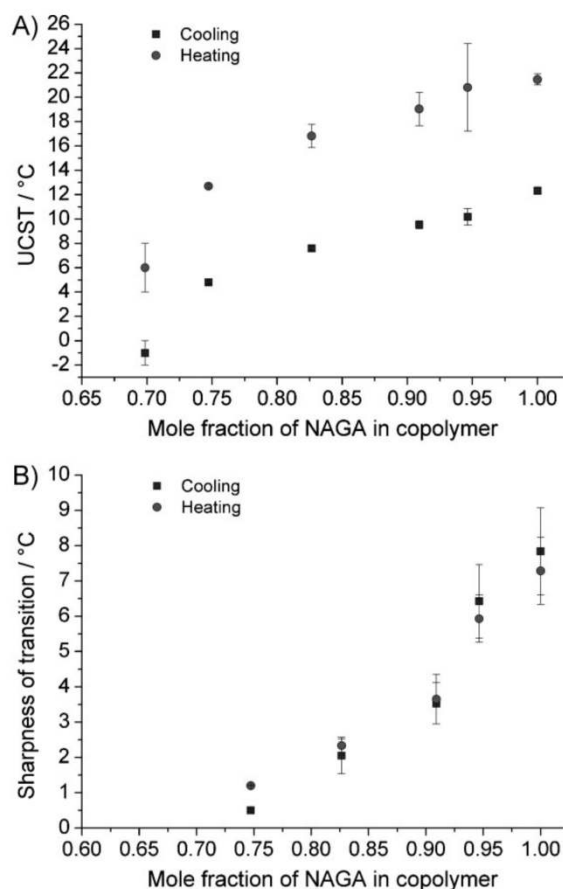 A)
Cooling
Heating
UCST / °C
26
24
22
20
18
16
14
12
10
8
6
4
2
0
-2
0.65 0.70 0.75 0.80 0.85 0.90 0.95 1.00
Mole fraction of NAGA in copolymer
B)
Cooling
Heating
Sharpness of transition / °C
10
9
8
7
6
5
4
3
2
1
0
0.60 0.65 0.70 0.75 0.80 0.85 0.90 0.95 1.00
Mole fraction of NAGA in copolymer